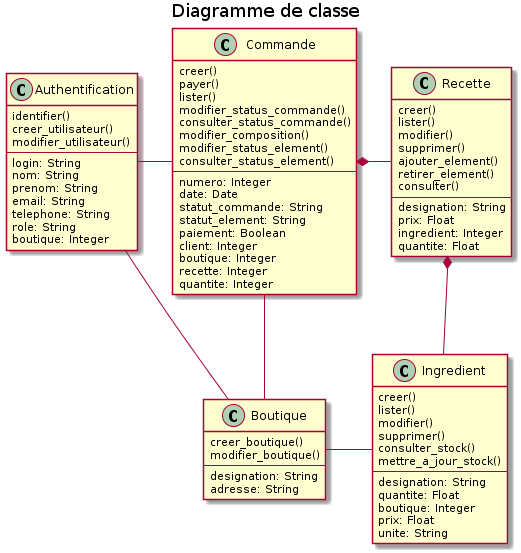 Diagramme de classe
C Commande
creer()
payer()
lister()
modifier_status_commande()
consulter_status_commande()
modifier_composition()
modifier_status_element()
consulter_status_element()
numero: Integer
date: Date
statut_commande: String
statut_element: String
paiement: Boolean
client: Integer
boutique: Integer
recette: Integer
quantite: Integer
C Authentification
identifier()
creer_utilisateur()
modifier_utilisateur()
login: String
nom: String
prenom: String
email: String
telephone: String
role: String
boutique: Integer
C Recette
creer()
lister()
modifier()
supprimer()
ajouter_element()
retirer_element()
consulter()
designation: String
prix: Float
ingredient: Integer
quantite: Float
C Boutique
creer_boutique()
modifier_boutique()
designation: String
adresse: String
C Ingredient
creer()
lister()
modifier()
supprimer()
consulter_stock()
mettre_a_jour_stock()
designation: String
quantite: Float
boutique: Integer
prix: Float
unite: String